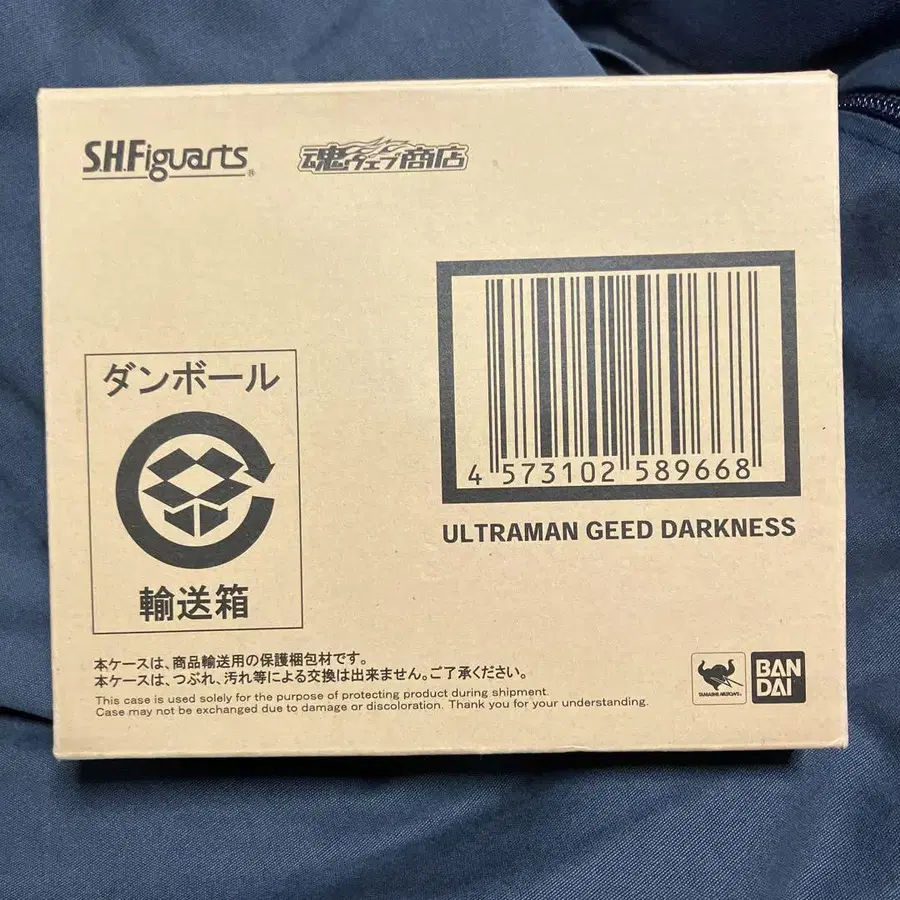 S.H.Figuarts®
魂ウェブ商店
4 573102 589668
ULTRAMAN GEED DARKNESS
ダンボール
輸送箱
本ケースは、商品輸送用の保護梱包材です。
本ケースは、つぶれ、汚れ等による交換は出来ません。ご了承ください。
This case is used solely for the purpose of protecting product during shipment.
Case may not be exchanged due to damage or discoloration. Thank you for your understanding.
TAMASHII NATIONS
BAN
DAI